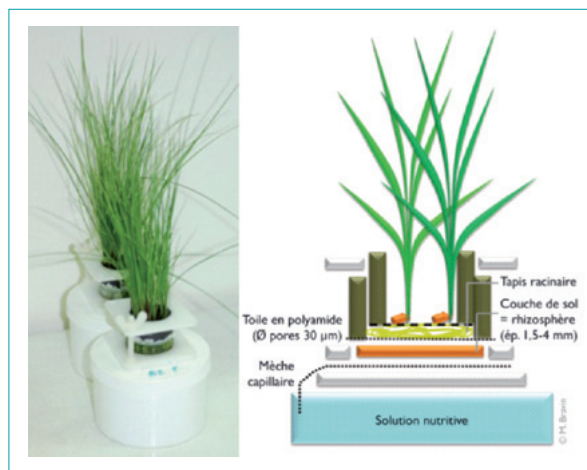 Tapis racinaire
Couche de sol
= rhizosphère
(ép. 1,5-4 mm)
Toile en polyamide
(Ø pores 30 µm)
Mèche
capillaire
Solution nutritive
© M. Bravo